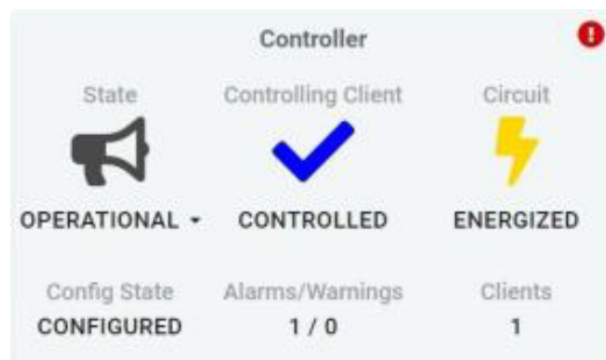 Controller
State Controlling Client Circuit
OPERATIONAL CONTROLLED ENERGIZED
Config State Alarms/Warnings Clients
CONFIGURED 1 / 0 1